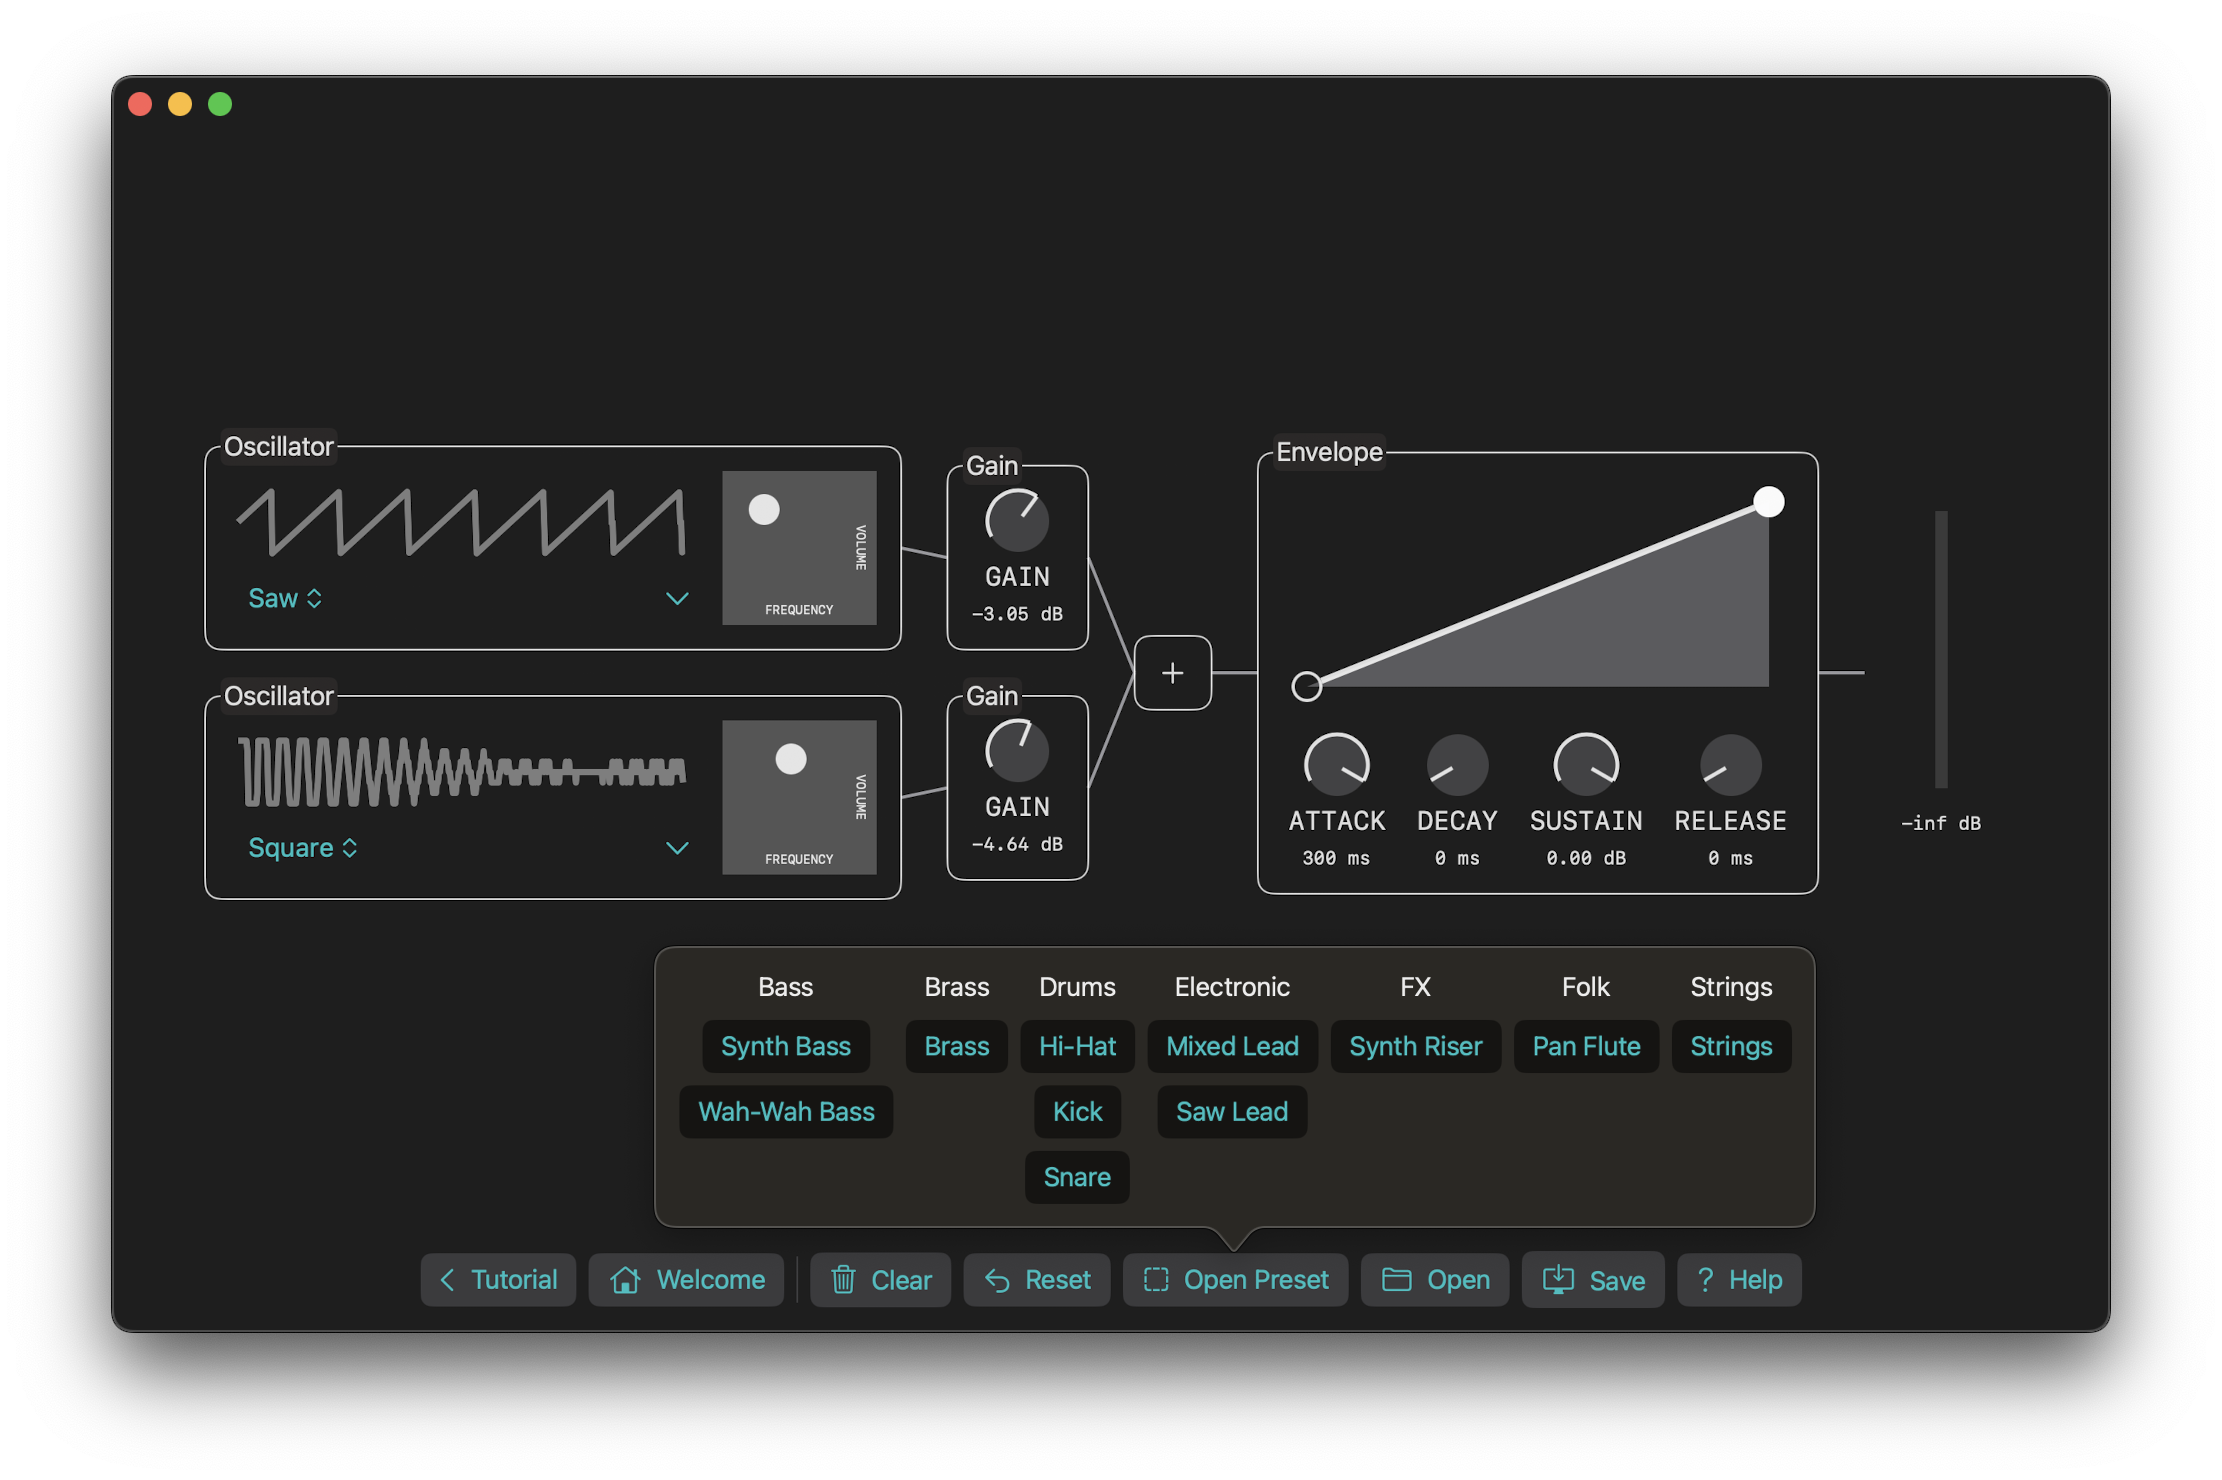 Oscillator
Saw
VOLUME
FREQUENCY
Gain
GAIN
-3.05 dB
Oscillator
Square
VOLUME
FREQUENCY
Gain
GAIN
-4.64 dB
+
Envelope
ATTACK DECAY SUSTAIN RELEASE
300 ms 0 ms 0.00 dB 0 ms
-inf dB
Bass Brass Drums Electronic FX Folk Strings
Synth Bass Brass Hi-Hat Mixed Lead Synth Riser Pan Flute Strings
Wah-Wah Bass Kick Saw Lead
Snare
Tutorial Welcome Clear Reset Open Preset Open Save ? Help